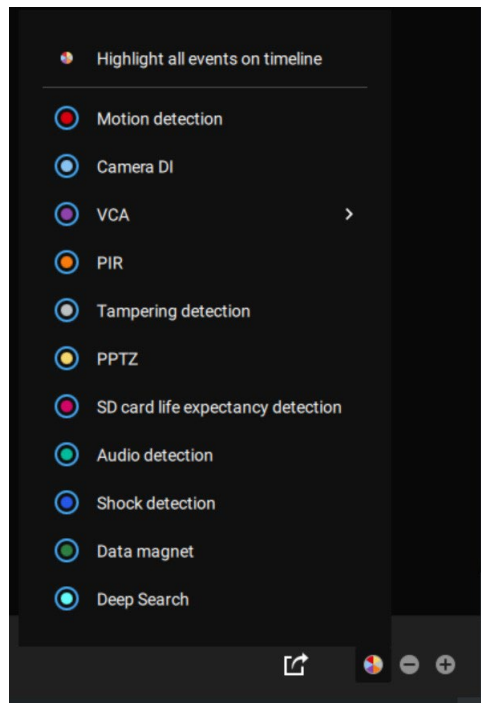 Highlight all events on timeline
Motion detection
Camera DI
VCA
PIR
Tampering detection
PPTZ
SD card life expectancy detection
Audio detection
Shock detection
Data magnet
Deep Search